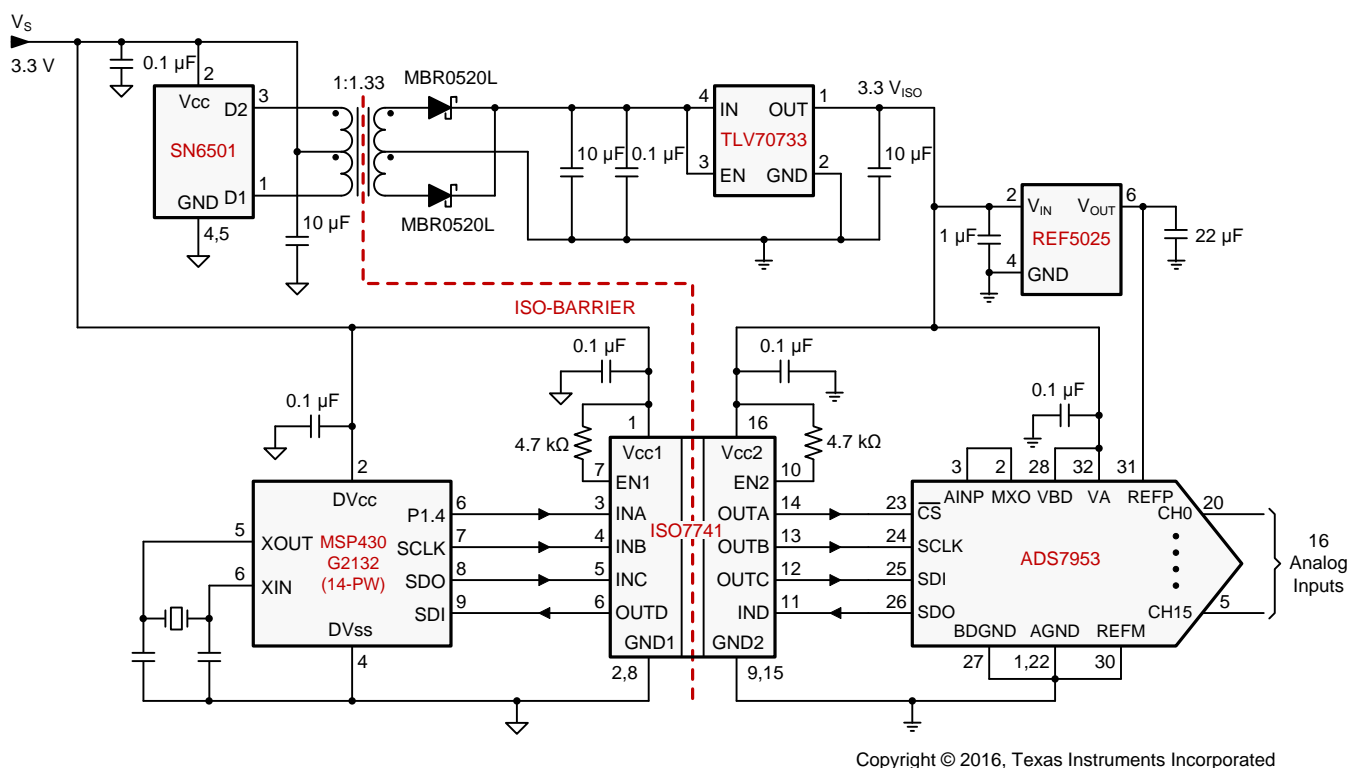 VS
3.3 V
0.1 µF
2
Vcc
D2
3
SN6501
GND
D1
1
4,5
10 µF
1:1.33
MBR0520L
MBR0520L
10 µF
0.1 µF
4
IN
OUT
1
TLV70733
3
EN
GND
2
3.3 VISO
10 µF
2
VIN
VOUT
6
REF5025
1 µF
4
GND
22 µF
ISO-BARRIER
0.1 µF
0.1 µF
0.1 µF
0.1 µF
4.7 kΩ
4.7 kΩ
2
DVcc
5
XOUT
6
XIN
MSP430
G2132
(14-PW)
P1.4
6
SCLK
7
SDO
8
SDI
9
DVss
4
1
Vcc1
7
EN1
3
INA
4
INB
5
INC
6
OUTD
GND1
2,8
ISO7741
16
Vcc2
10
EN2
OUTA
14
OUTB
13
OUTC
12
IND
11
GND2
9,15
3
2
28
32
31
AINP
MXO
VBD
VA
REFP
23
CS
24
SCLK
25
SDI
26
SDO
ADS7953
CH0
20
CH15
5
BDGND
AGND
REFM
27
1,22
30
16
Analog
Inputs
Copyright © 2016, Texas Instruments Incorporated